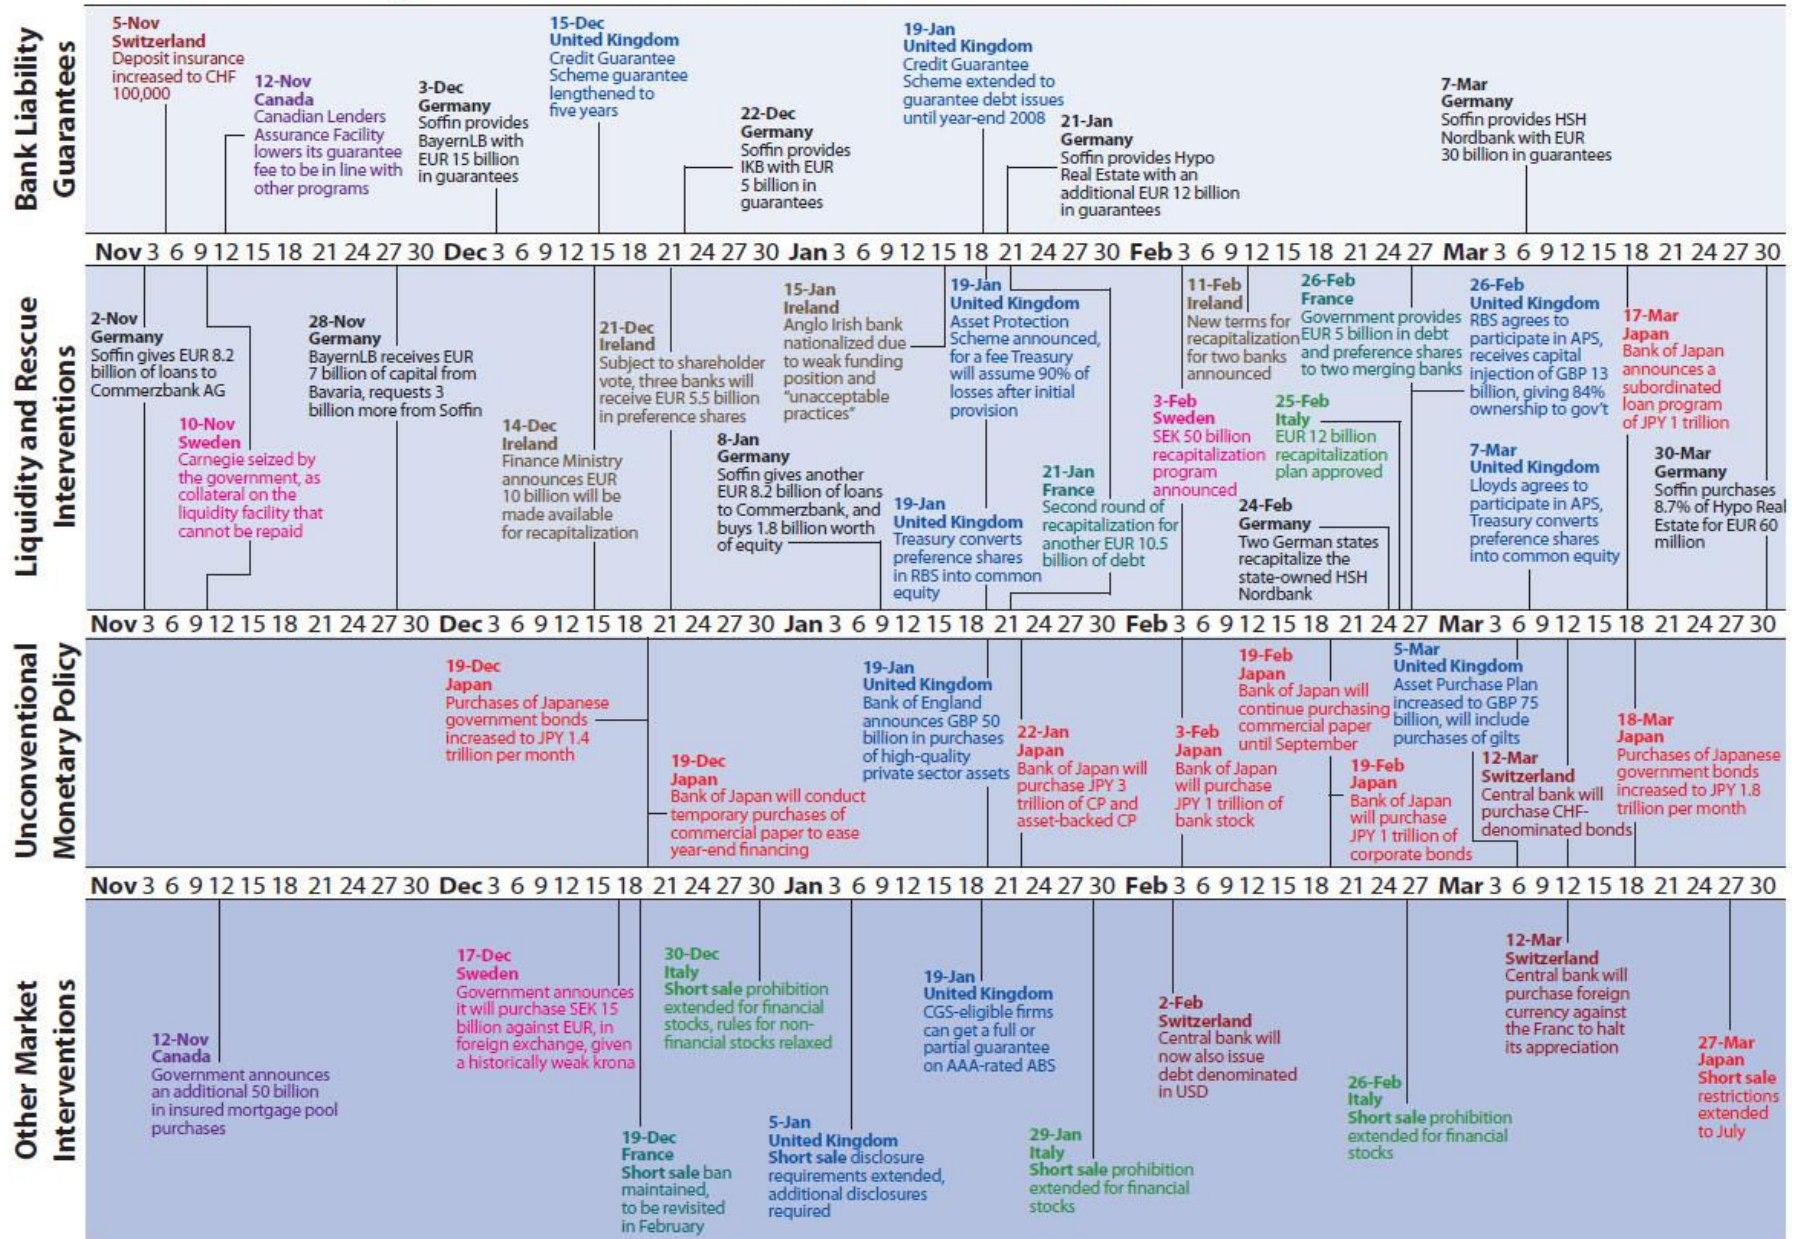 Bank Liability
Guarantees
5-Nov
Switzerland
Deposit insurance
increased to CHF
100,000
12-Nov
Canada
Canadian Lenders
Assurance Facility
lowers its guarantee
fee to be in line with
other programs
3-Dec
Germany
Soffin provides
BayernLB with
EUR 15 billion
in guarantees
15-Dec
United Kingdom
Credit Guarantee
Scheme guarantee
lengthened to
five years
22-Dec
Germany
Soffin provides
IKB with EUR
5 billion in
guarantees
19-Jan
United Kingdom
Credit Guarantee
Scheme extended to
guarantee debt issues
until year-end 2008
21-Jan
Germany
Soffin provides Hypo
Real Estate with an
additional EUR 12 billion
in guarantees
7-Mar
Germany
Soffin provides HSH
Nordbank with EUR
30 billion in guarantees
Nov 3 6 9 12 15 18 21 24 27 30 Dec 3 6 9 12 15 18 21 24 27 30 Jan 3 6 9 12 15 18 21 24 27 30 Feb 3 6 9 12 15 18 21 24 27 Mar 3 6 9 12 15 18 21 24 27 30
Liquidity and Rescue
Interventions
2-Nov
Germany
Soffin gives EUR 8.2
billion of loans to
Commerzbank AG
10-Nov
Sweden
Carnegie seized by
the government, as
collateral on the
liquidity facility that
cannot be repaid
28-Nov
Germany
BayernLB receives EUR
7 billion of capital from
Bavaria, requests 3
billion more from Soffin
14-Dec
Ireland
Finance Ministry
announces EUR
10 billion will be
made available
for recapitalization
21-Dec
Ireland
Subject to shareholder
vote, three banks will
receive EUR 5.5 billion
in preference shares
8-Jan
Germany
Soffin gives another
EUR 8.2 billion of loans
to Commerzbank, and
buys 1.8 billion worth
of equity
15-Jan
Ireland
Anglo Irish bank
nationalized due
to weak funding
position and
"unacceptable
practices"
19-Jan
United Kingdom
Treasury converts
preference shares
in RBS into common
equity
19-Jan
United Kingdom
Asset Protection
Scheme announced,
for a fee Treasury
will assume 90% of
losses after initial
provision
21-Jan
France
Second round of
recapitalization for
another EUR 10.5
billion of debt
3-Feb
Sweden
SEK 50 billion
recapitalization
program
announced
11-Feb
Ireland
New terms for
recapitalization
for two banks
announced
24-Feb
Germany
Two German states
recapitalize the
state-owned HSH
Nordbank
25-Feb
Italy
EUR 12 billion
recapitalization
plan approved
26-Feb
France
Government provides
EUR 5 billion in debt
and preference shares
to two merging banks
26-Feb
United Kingdom
RBS agrees to
participate in APS,
receives capital
injection of GBP 13
billion, giving 84%
ownership to gov't
7-Mar
United Kingdom
Lloyds agrees to
participate in APS,
Treasury converts
preference shares
into common equity
17-Mar
Japan
Bank of Japan
announces a
subordinated
loan program
of JPY 1 trillion
30-Mar
Germany
Soffin purchases
8.7% of Hypo Real
Estate for EUR 60
million
Nov 3 6 9 12 15 18 21 24 27 30 Dec 3 6 9 12 15 18 21 24 27 30 Jan 3 6 9 12 15 18 21 24 27 30 Feb 3 6 9 12 15 18 21 24 27 Mar 3 6 9 12 15 18 21 24 27 30
Unconventional
Monetary Policy
19-Dec
Japan
Purchases of Japanese
government bonds
increased to JPY 1.4
trillion per month
19-Dec
Japan
Bank of Japan will conduct
temporary purchases of
commercial paper to ease
year-end financing
19-Jan
United Kingdom
Bank of England
announces GBP 50
billion in purchases
of high-quality
private sector assets
22-Jan
Japan
Bank of Japan will
purchase JPY 3
trillion of CP and
asset-backed CP
3-Feb
Japan
Bank of Japan
will purchase
JPY 1 trillion of
bank stock
19-Feb
Japan
Bank of Japan will
continue purchasing
commercial paper
until September
19-Feb
Japan
Bank of Japan
will purchase
JPY 1 trillion of
corporate bonds
5-Mar
United Kingdom
Asset Purchase Plan
increased to GBP 75
billion, will include
purchases of gilts
12-Mar
Switzerland
Central bank will
purchase CHF-
denominated bonds
18-Mar
Japan
Purchases of Japanese
government bonds
increased to JPY 1.8
trillion per month
Nov 3 6 9 12 15 18 21 24 27 30 Dec 3 6 9 12 15 18 21 24 27 30 Jan 3 6 9 12 15 18 21 24 27 30 Feb 3 6 9 12 15 18 21 24 27 Mar 3 6 9 12 15 18 21 24 27 30
Other Market
Interventions
12-Nov
Canada
Government announces
an additional 50 billion
in insured mortgage pool
purchases
17-Dec
Sweden
Government announces
it will purchase SEK 15
billion against EUR, in
foreign exchange, given
a historically weak krona
19-Dec
France
Short sale ban
maintained,
to be revisited
in February
30-Dec
Italy
Short sale prohibition
extended for financial
stocks, rules for non-
financial stocks relaxed
5-Jan
United Kingdom
Short sale disclosure
requirements extended,
additional disclosures
required
19-Jan
United Kingdom
CGS-eligible firms
can get a full or
partial guarantee
on AAA-rated ABS
29-Jan
Italy
Short sale prohibition
extended for financial
stocks
2-Feb
Switzerland
Central bank will
now also issue
debt denominated
in USD
26-Feb
Italy
Short sale prohibition
extended for financial
stocks
12-Mar
Switzerland
Central bank will
purchase foreign
currency against
the Franc to halt
its appreciation
27-Mar
Japan
Short sale
restrictions
extended
to July